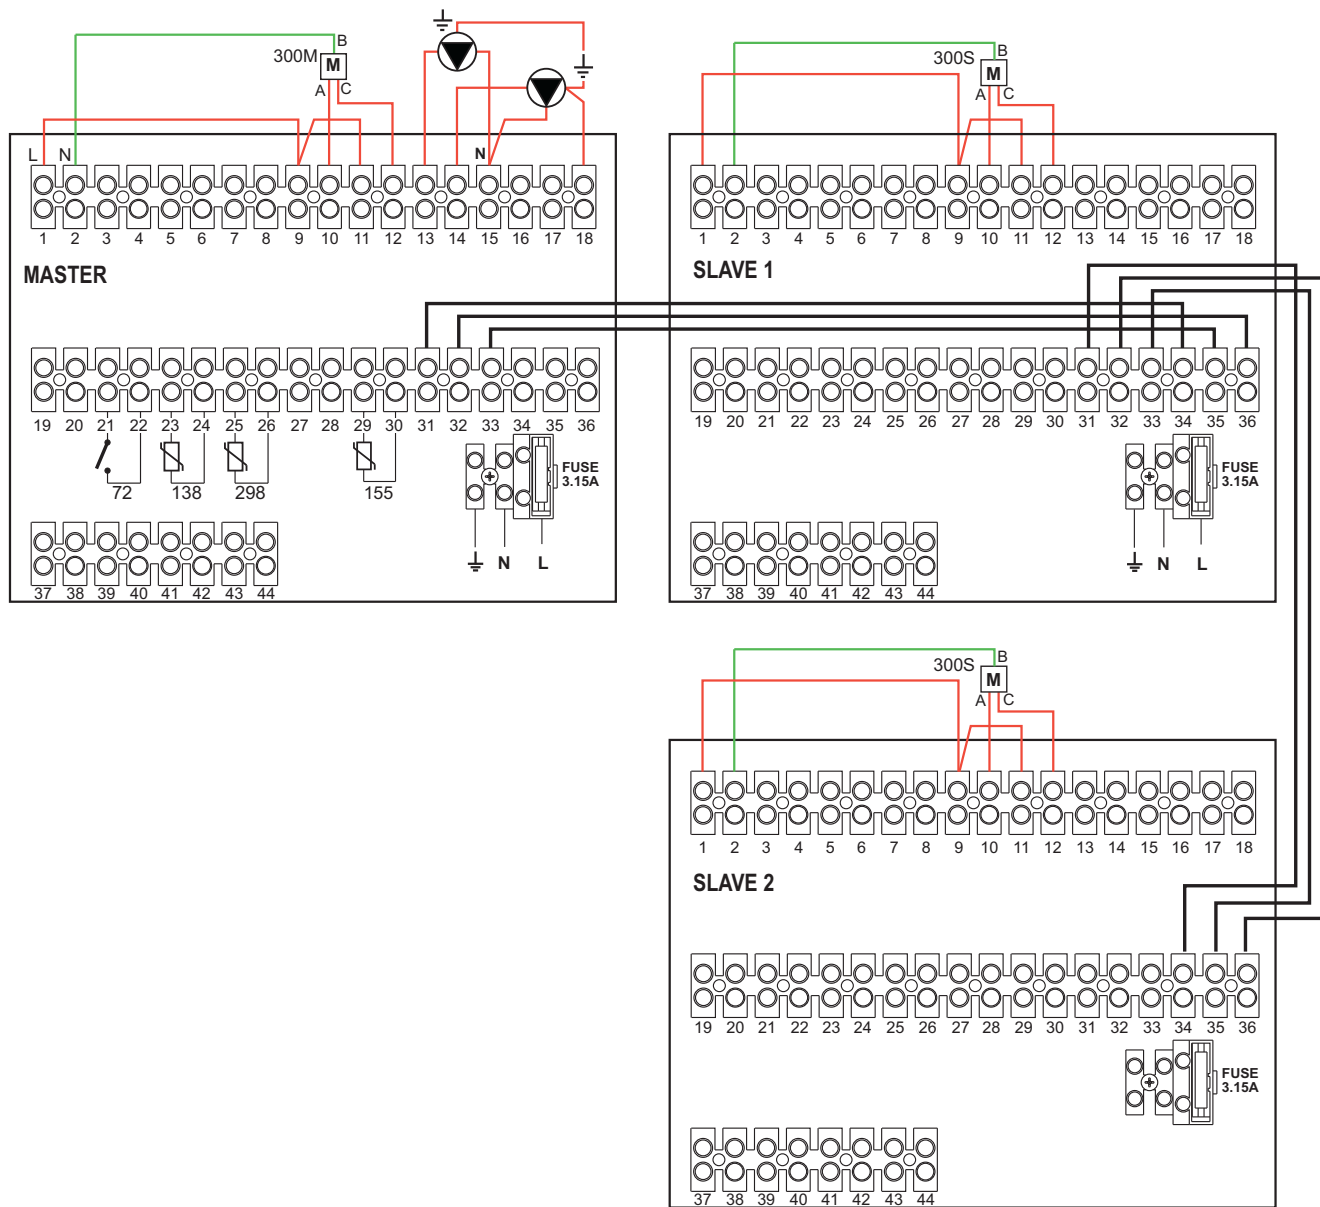 B
300M
M
A C
L N
N
1 2 3 4 5 6 7 8 9 10 11 12 13 14 15 16 17 18
MASTER
19 20 21 22 23 24 25 26 27 28 29 30 31 32 33 34 35 36
72 138 298 155
FUSE
3.15A
N L
37 38 39 40 41 42 43 44
B
300S
M
A C
1 2 3 4 5 6 7 8 9 10 11 12 13 14 15 16 17 18
SLAVE 1
19 20 21 22 23 24 25 26 27 28 29 30 31 32 33 34 35 36
FUSE
3.15A
N L
37 38 39 40 41 42 43 44
B
300S
M
A C
1 2 3 4 5 6 7 8 9 10 11 12 13 14 15 16 17 18
SLAVE 2
19 20 21 22 23 24 25 26 27 28 29 30 31 32 33 34 35 36
FUSE
3.15A
37 38 39 40 41 42 43 44